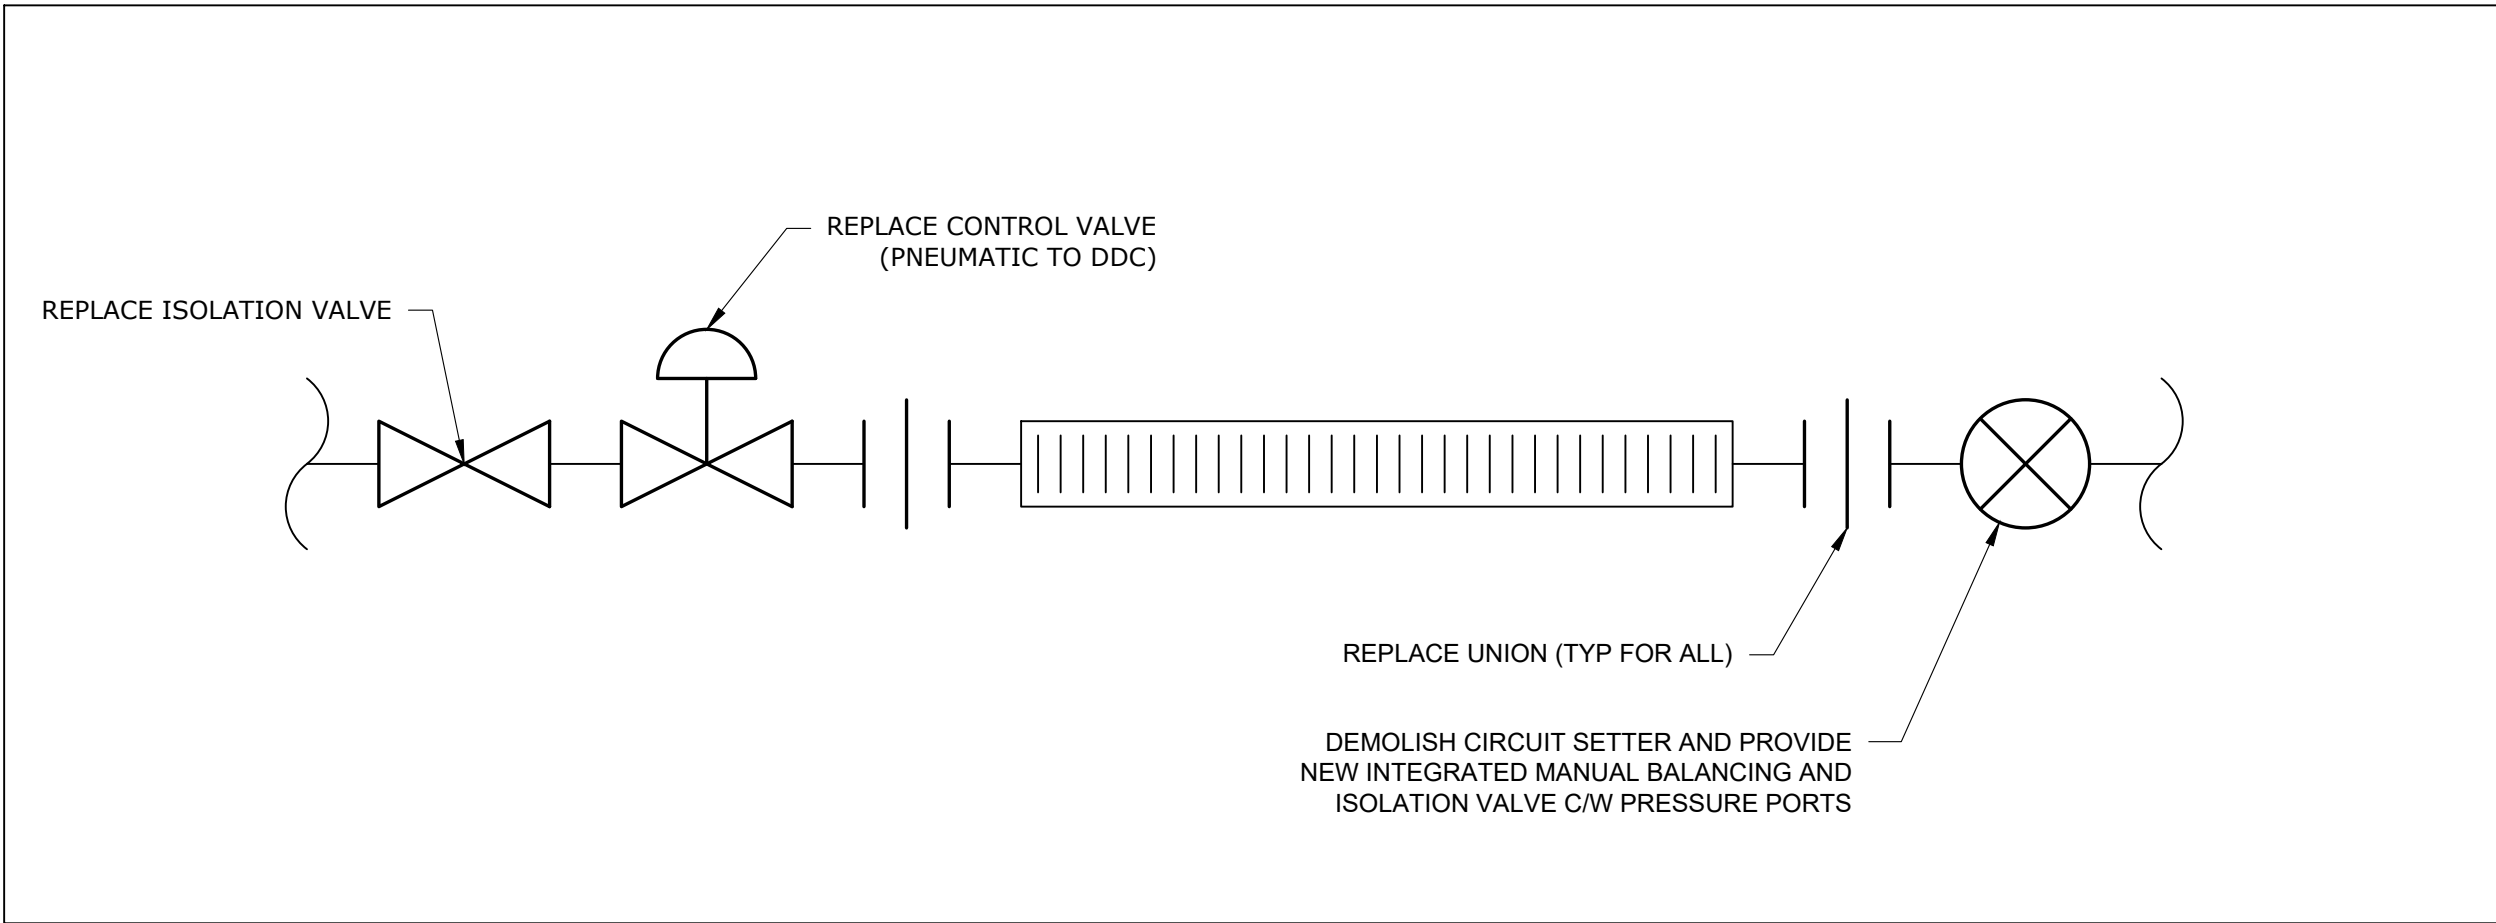 REPLACE CONTROL VALVE
(PNEUMATIC TO DDC)
REPLACE ISOLATION VALVE
REPLACE UNION (TYP FOR ALL)
DEMOLISH CIRCUIT SETTER AND PROVIDE
NEW INTEGRATED MANUAL BALANCING AND
ISOLATION VALVE C/W PRESSURE PORTS